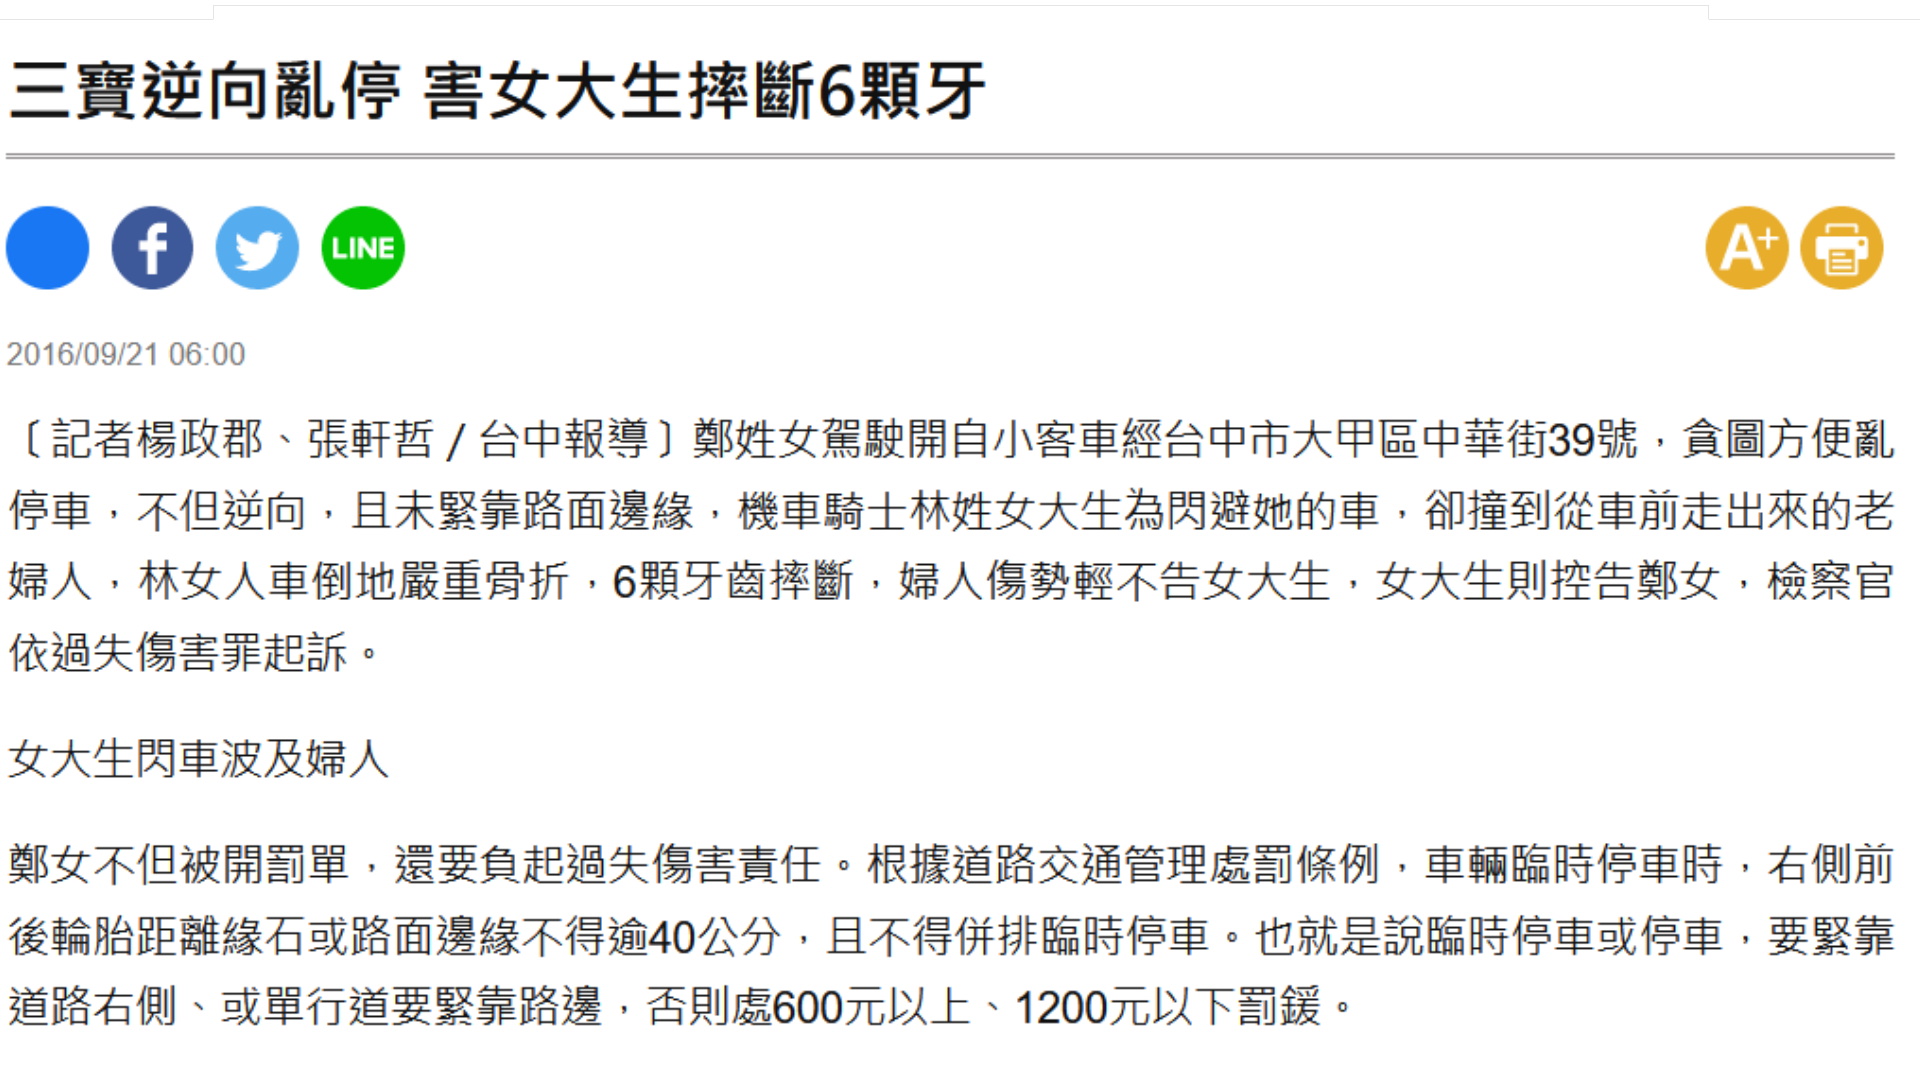 三寶逆向亂停 害女大生摔斷6顆牙
f
LINE
A+
2016/09/21 06:00
〔記者楊政郡、張軒哲／台中報導〕鄭姓女駕駛開自小客車經台中市大甲區中華街39號，貪圖方便亂
停車，不但逆向，且未緊靠路面邊緣，機車騎士林姓女大生為閃避她的車，卻撞到從車前走出來的老
婦人，林女人車倒地嚴重骨折，6顆牙齒摔斷，婦人傷勢輕不告女大生，女大生則控告鄭女，檢察官
依過失傷害罪起訴。
女大生閃車波及婦人
鄭女不但被開罰單，還要負起過失傷害責任。根據道路交通管理處罰條例，車輛臨時停車時，右側前
後輪胎距離緣石或路面邊緣不得逾40公分，且不得併排臨時停車。也就是說臨時停車或停車，要緊靠
道路右側、或單行道要緊靠路邊，否則處600元以上、1200元以下罰鍰。